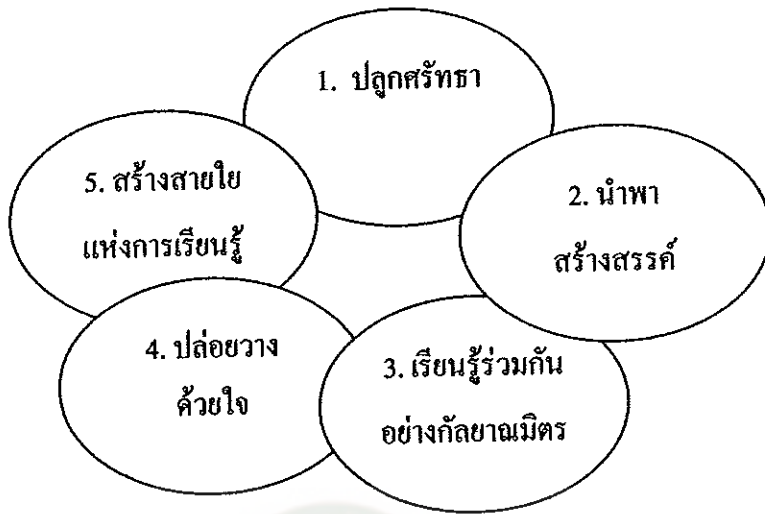 1. ปลูกศรัทธา
2. นำพา
สร้างสรรค์
3. เรียนรู้ร่วมกัน
อย่างกัลยาณมิตร
4. ปล่อยวาง
ด้วยใจ
5. สร้างสายใย
แห่งการเรียนรู้